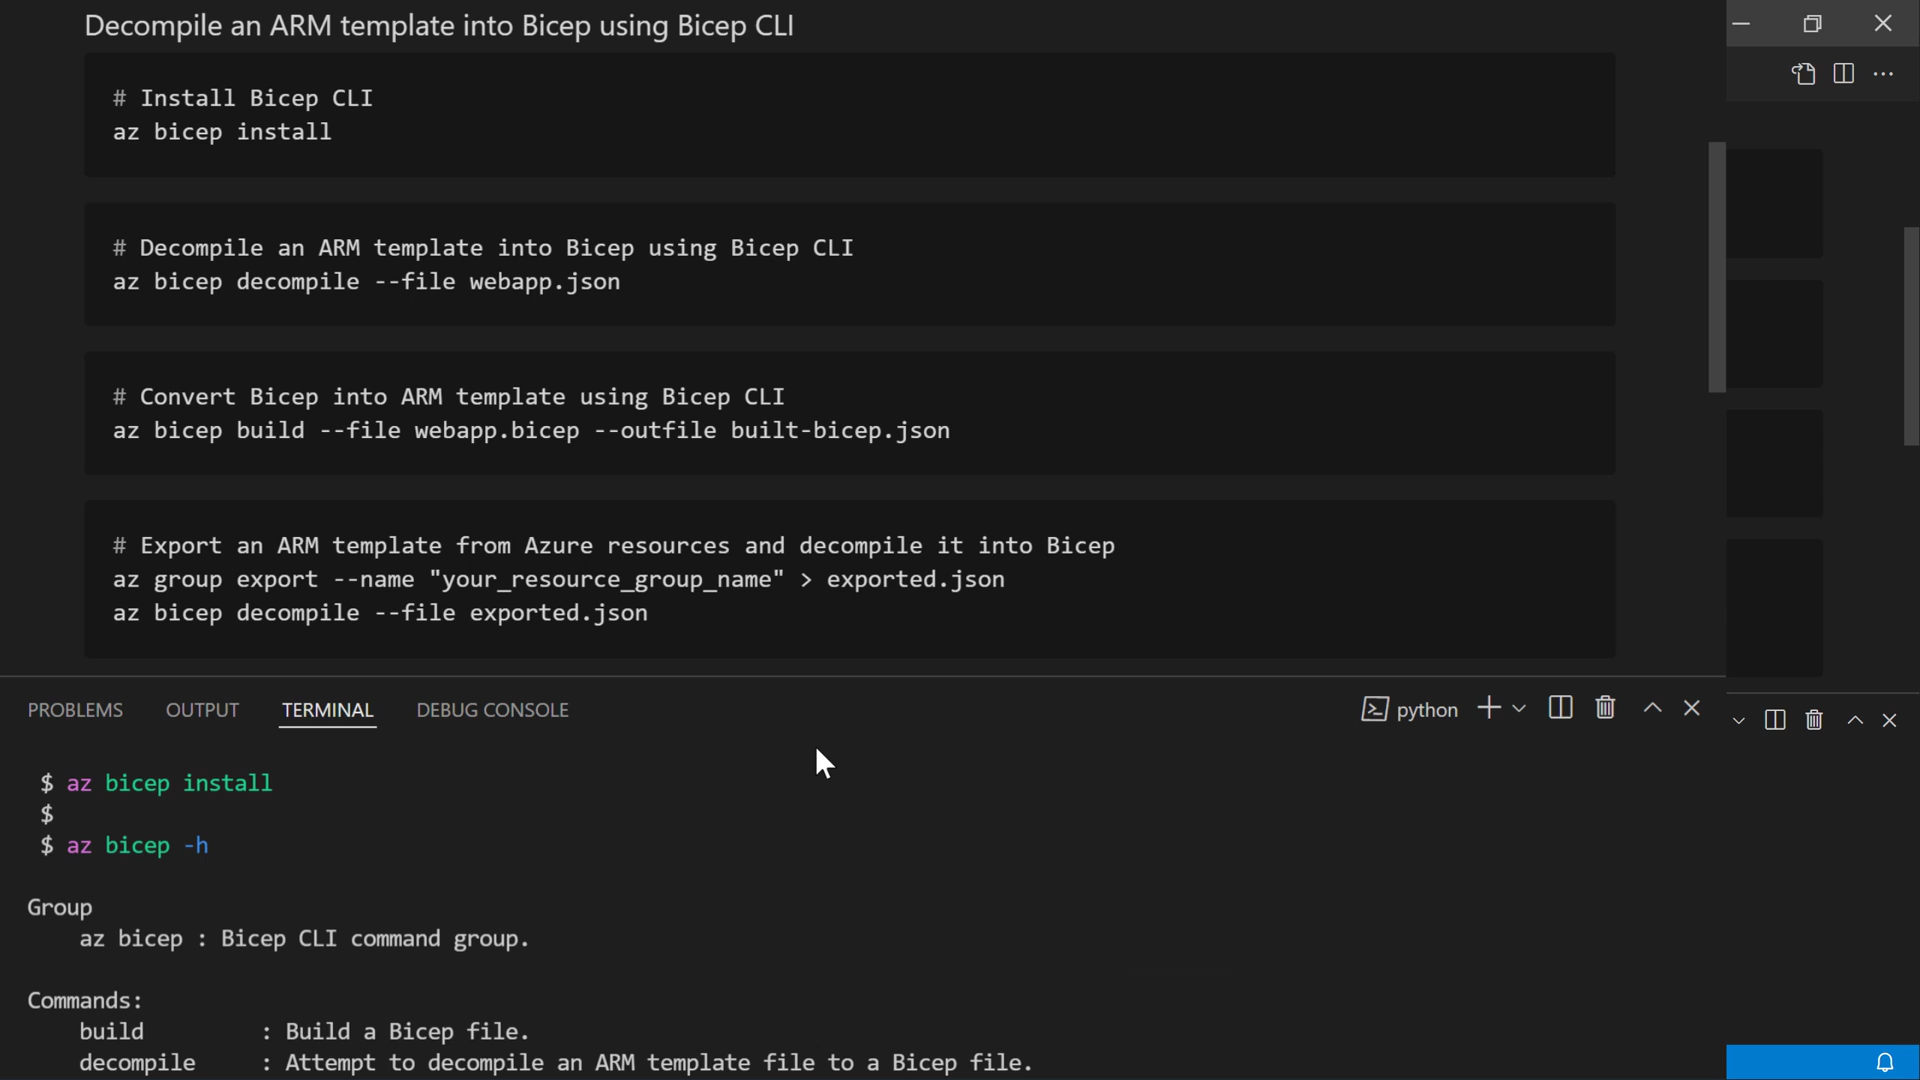 Decompile an ARM template into Bicep using Bicep CLI
# Install Bicep CLI
az bicep install
# Decompile an ARM template into Bicep using Bicep CLI
az bicep decompile --file webapp.json
# Convert Bicep into ARM template using Bicep CLI
az bicep build --file webapp.bicep --outfile built-bicep.json
# Export an ARM template from Azure resources and decompile it into Bicep
az group export --name "your_resource_group_name" > exported.json
az bicep decompile --file exported.json
PROBLEMS OUTPUT TERMINAL DEBUG CONSOLE python
$ az bicep install
$
$ az bicep -h
Group
az bicep : Bicep CLI command group.
Commands:
build : Build a Bicep file.
decompile : Attempt to decompile an ARM template file to a Bicep file.